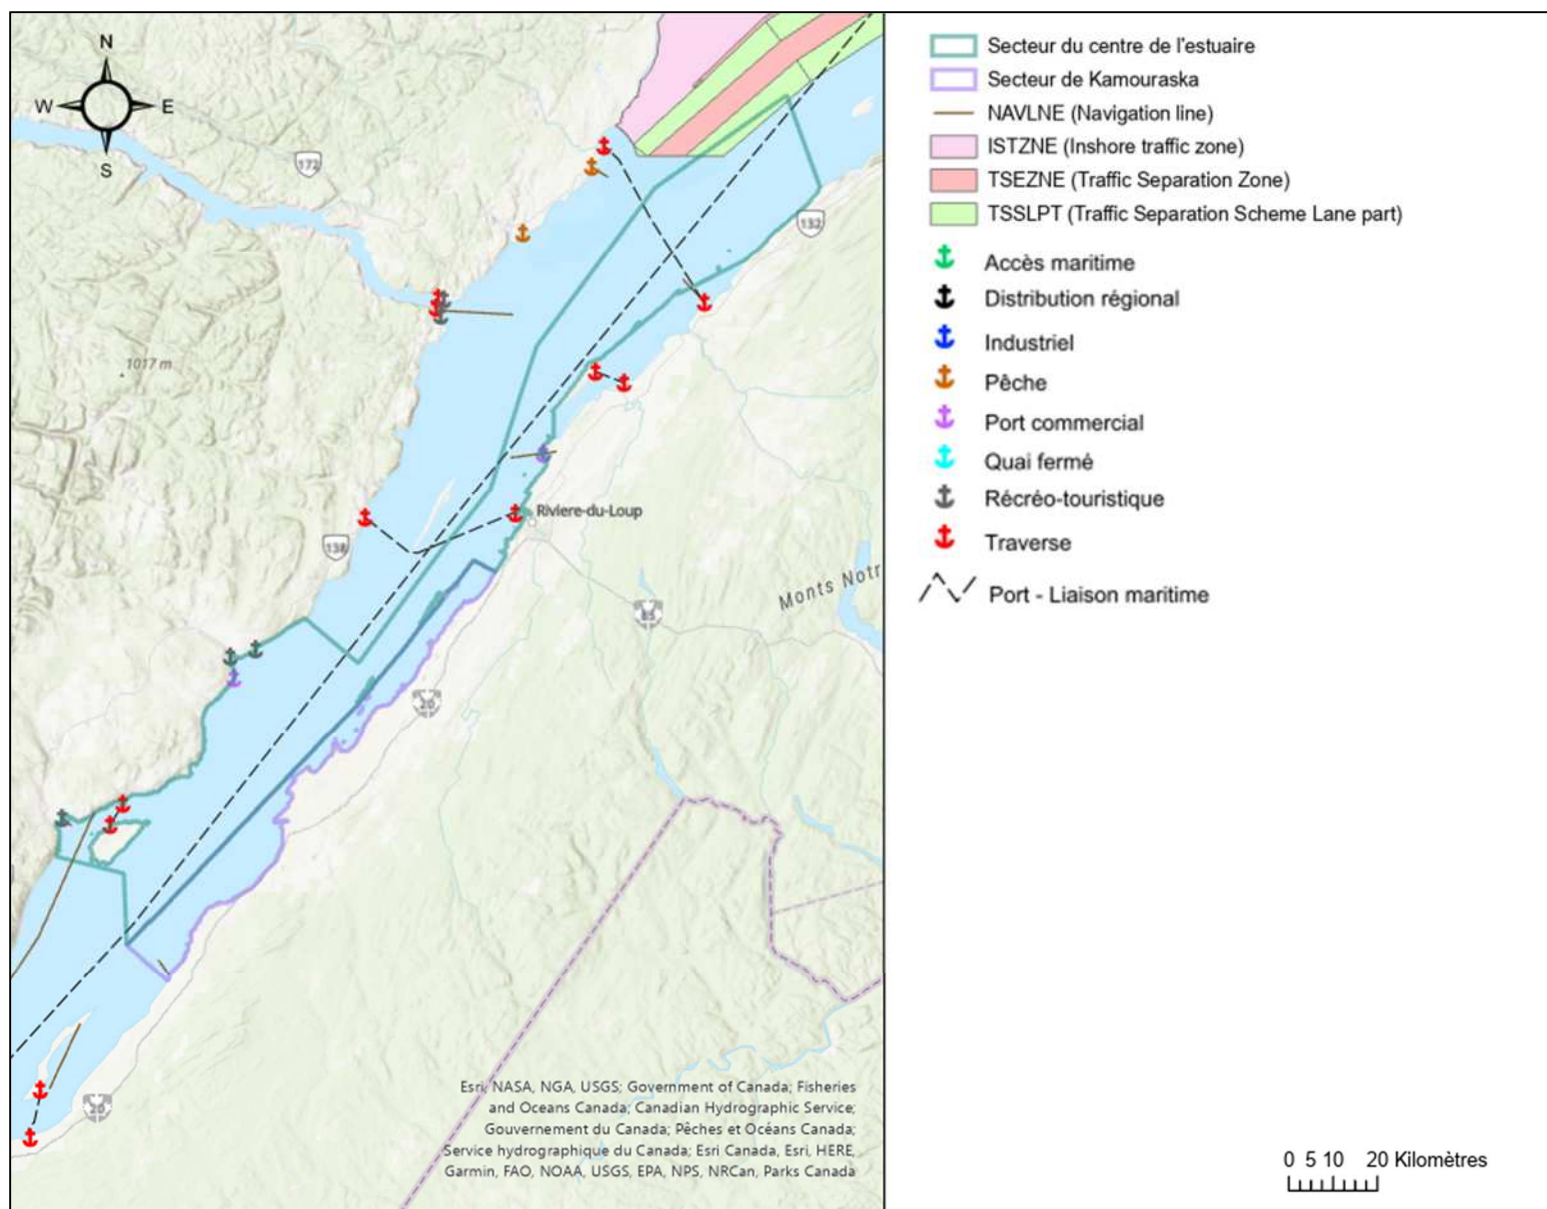 N
W E
S
172
132
1017 m
Riviere-du-Loup
138
Monts Notr
85
20
20
Esri, NASA, NGA, USGS; Government of Canada; Fisheries
and Oceans Canada; Canadian Hydrographic Service;
Gouvernement du Canada; Pêches et Océans Canada;
Service hydrographique du Canada; Esri Canada, Esri, HERE,
Garmin, FAO, NOAA, USGS, EPA, NPS, NRCan, Parks Canada
Secteur du centre de l'estuaire
Secteur de Kamouraska
NAVLNE (Navigation line)
ISTZNE (Inshore traffic zone)
TSEZNE (Traffic Separation Zone)
TSSLPT (Traffic Separation Scheme Lane part)
Accès maritime
Distribution régional
Industriel
Pêche
Port commercial
Quai fermé
Récréo-touristique
Traverse
Port - Liaison maritime
0 5 10 20 Kilomètres